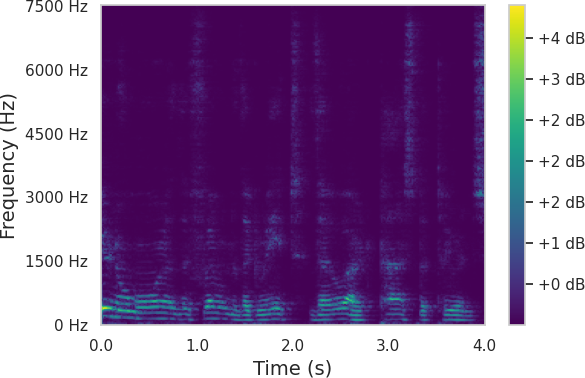 7500 Hz
6000 Hz
4500 Hz
3000 Hz
1500 Hz
0 Hz
Frequency (Hz)
0.0 1.0 2.0 3.0 4.0
Time (s)
+4 dB
+3 dB
+2 dB
+2 dB
+2 dB
+1 dB
+0 dB